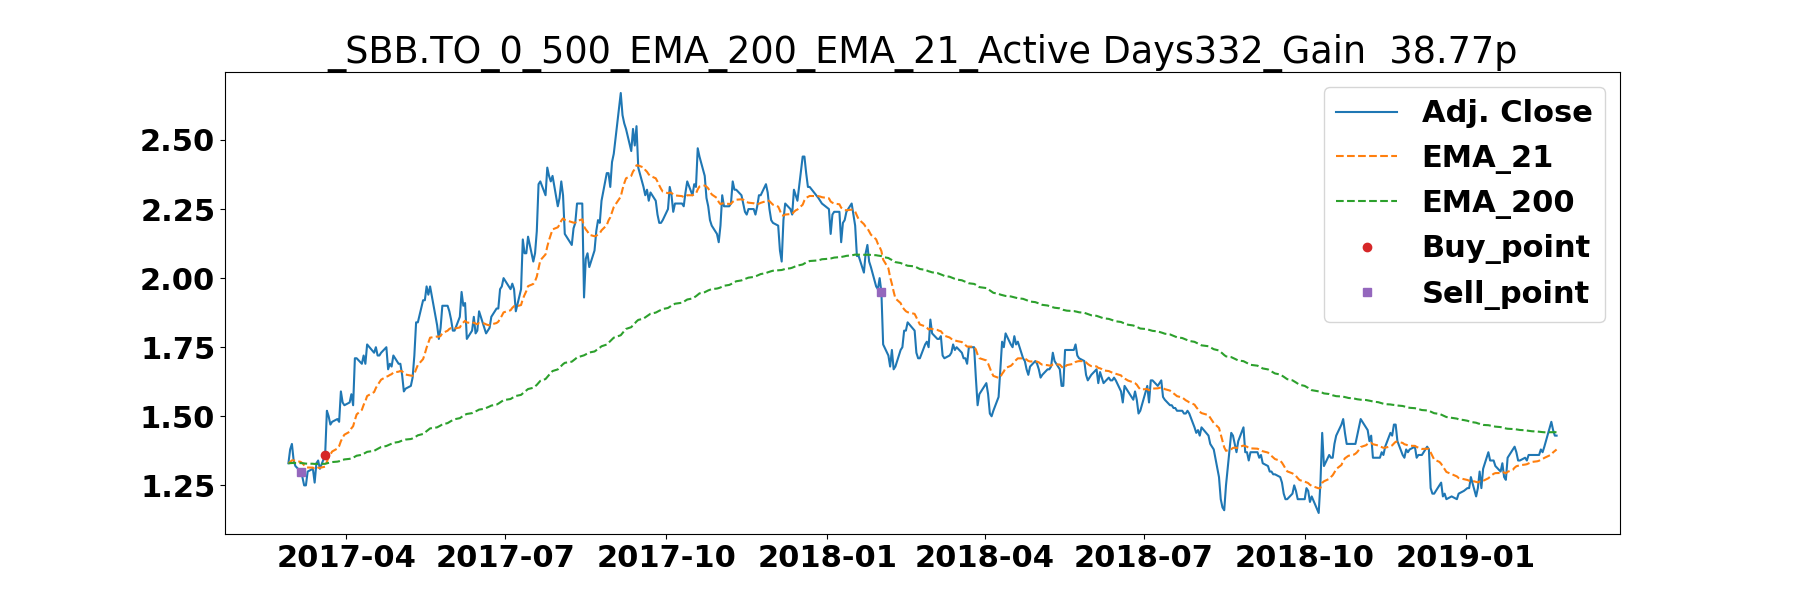 _SBB.TO_0_500_EMA_200_EMA_21_Active Days332_Gain  38.77p
Adj. Close
EMA_21
EMA_200
Buy_point
Sell_point
2.50
2.25
2.00
1.75
1.50
1.25
2017-04 2017-07 2017-10 2018-01 2018-04 2018-07 2018-10 2019-01